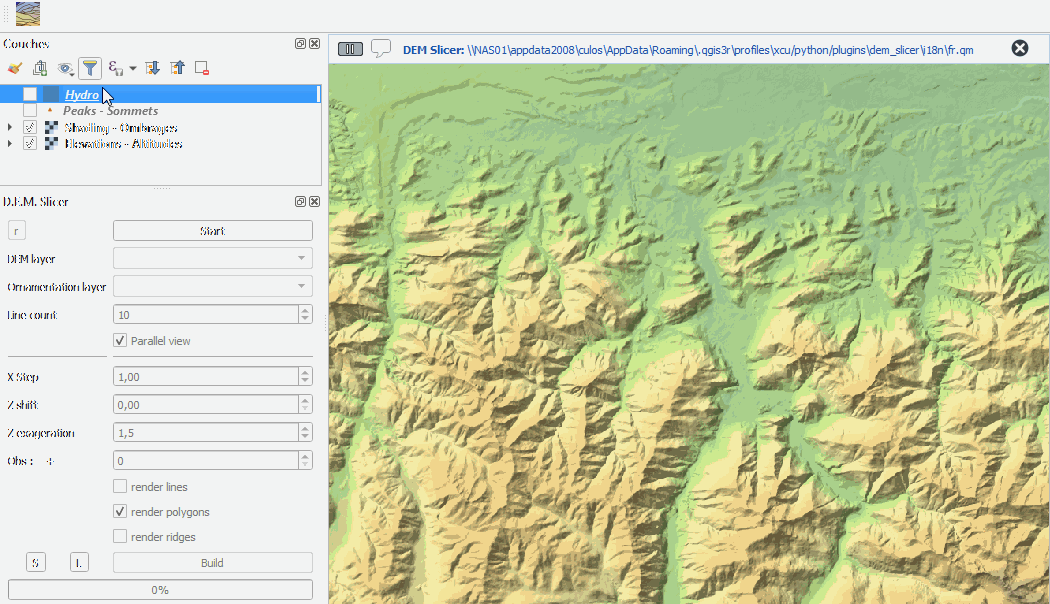 Couches
DEM Slicer: \\NAS01\appdata2008\culos\AppData\Roaming\.qgis3r\profiles\xcu/python/plugins\dem_slicer\i18n\fr.qm
Hydro
Peaks - Sommets
Shading - Ombrages
Elevations - Altitudes
D.E.M. Slicer
r
Start
DEM layer
Ornamentation layer
Line count
10
Parallel view
X Step
1,00
Z shift
0,00
Z exageration
1,5
Obs : +
0
render lines
render polygons
render ridges
S
L
Build
0%